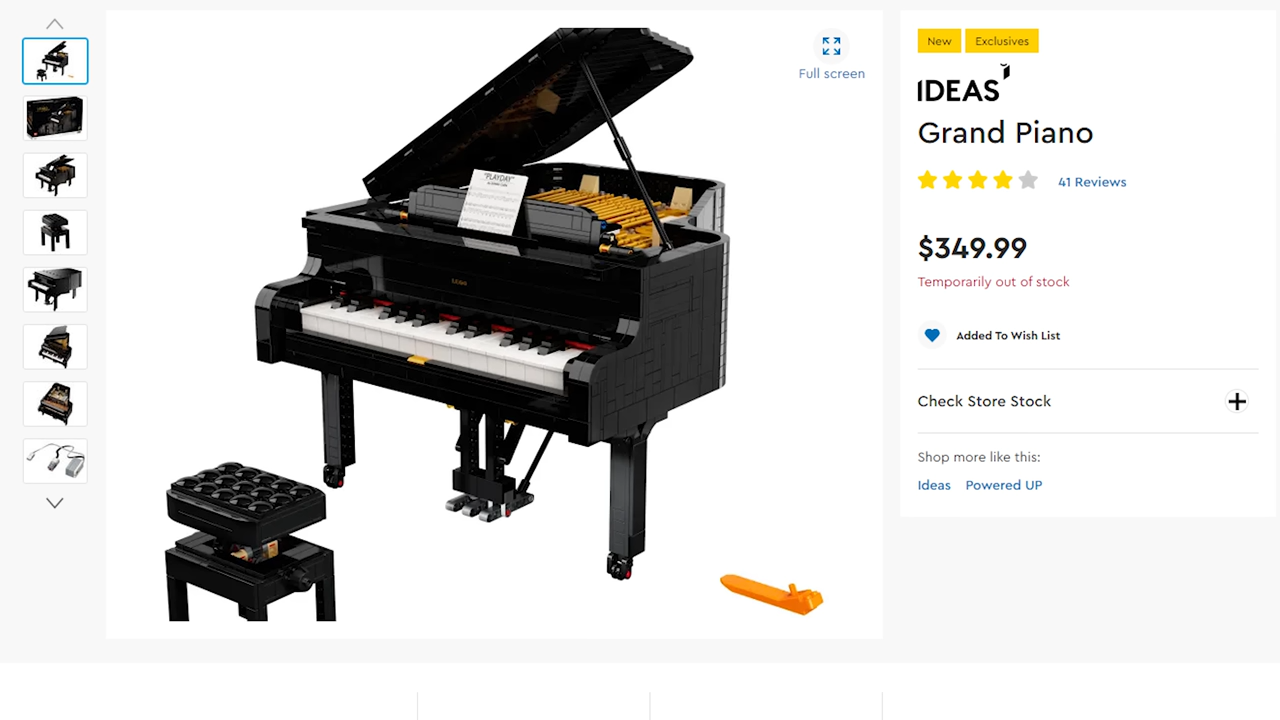 Full screen
"PLAYDAY"
New
Exclusives
IDEAS
Grand Piano
41 Reviews
$349.99
Temporarily out of stock
Added To Wish List
Check Store Stock
Shop more like this:
Ideas
Powered UP